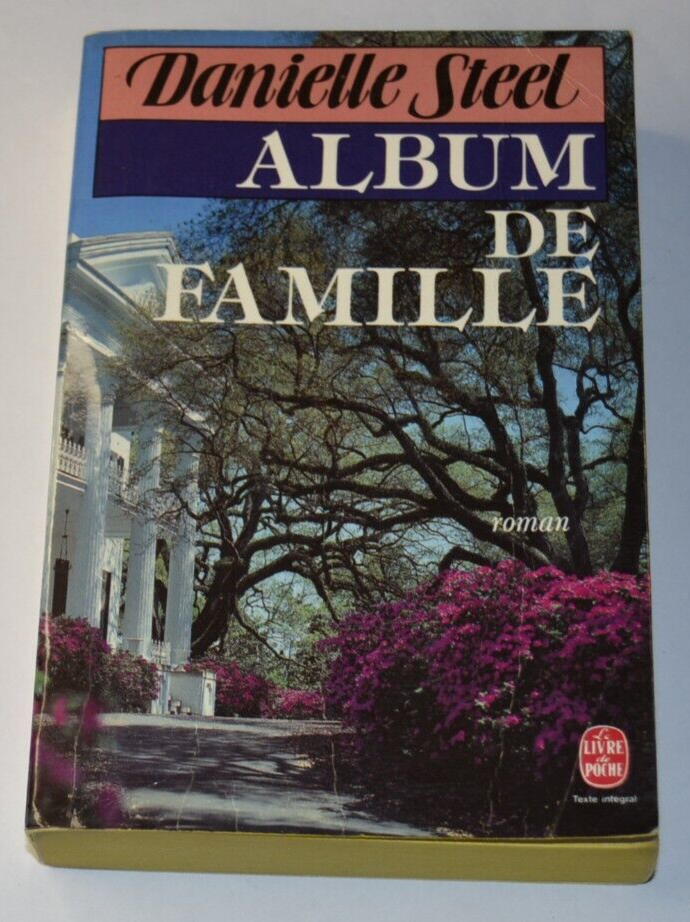 Danielle Steel
ALBUM
DE
FAMILLE
roman
Le
LIVRE
de
POCHE
Texte intégral